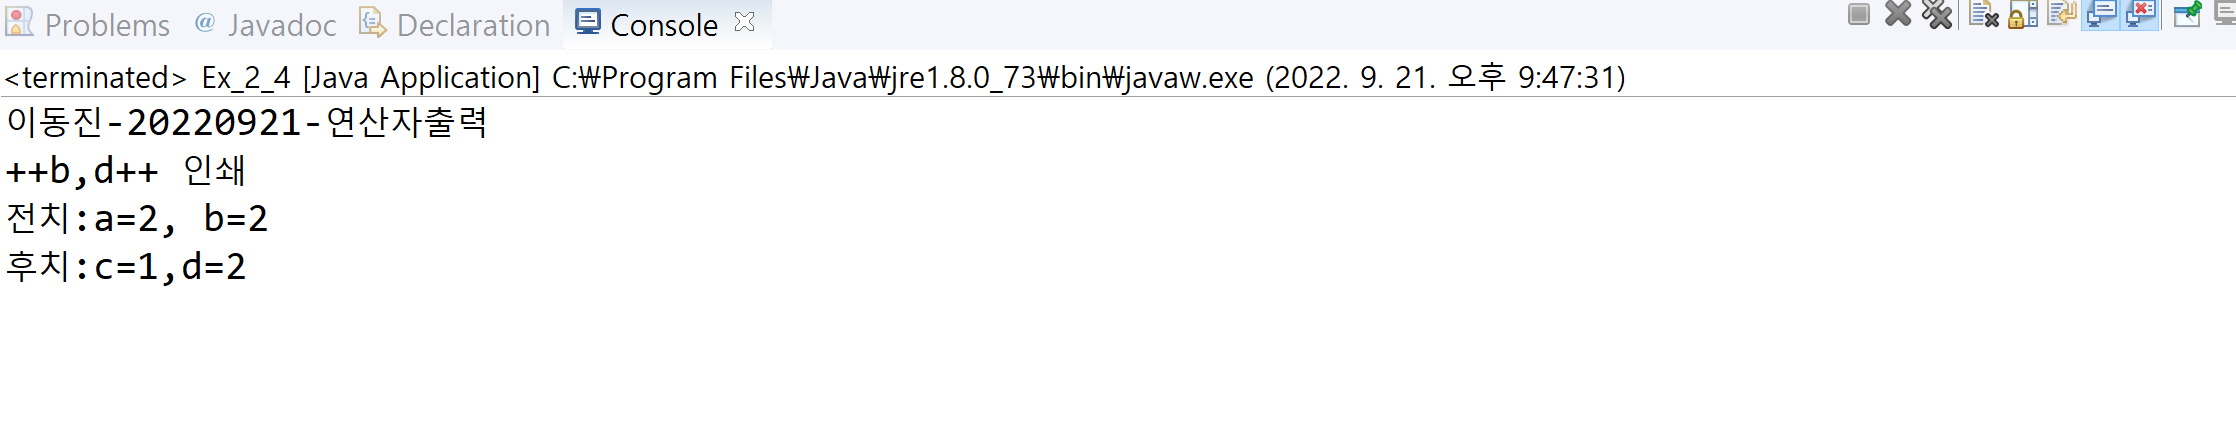 Problems @ Javadoc Declaration Console
<terminated> Ex_2_4 [Java Application] C:₩Program Files₩Java₩jre1.8.0_73₩bin₩javaw.exe (2022. 9. 21. 오후 9:47:31)
이동진-20220921-연산자출력
++b,d++ 인쇄
전치:a=2, b=2
후치:c=1,d=2